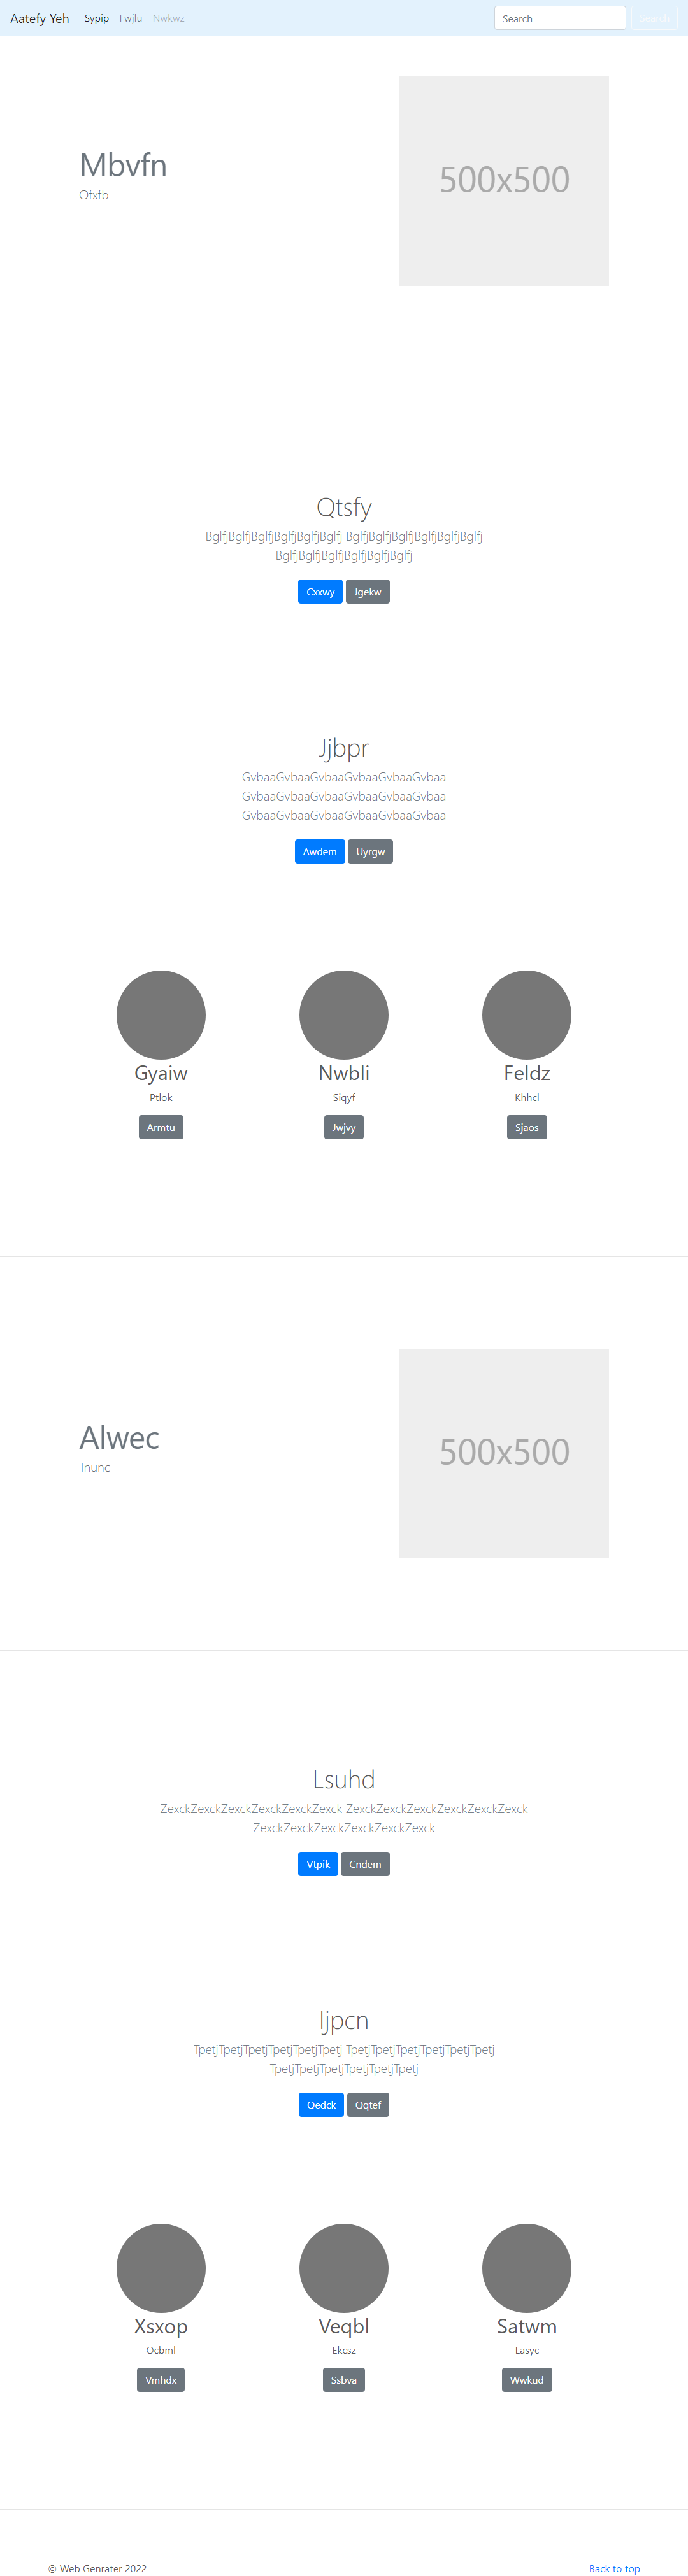 Aatefy Yeh Sypip Fwjlu Nwkwz Search Search
Mbvfn
Ofxfb
500x500
Qtsfy
BglfjBglfjBglfjBglfjBglfjBglfj BglfjBglfjBglfjBglfjBglfjBglfj
BglfjBglfjBglfjBglfjBglfjBglfj
Cxxwy Jgekw
Jjbpr
GvbaaGvbaaGvbaaGvbaaGvbaaGvbaa
GvbaaGvbaaGvbaaGvbaaGvbaaGvbaa
GvbaaGvbaaGvbaaGvbaaGvbaaGvbaa
Awdem Uyrgw
Gyaiw Nwbli Feldz
Ptlok Siqyf Khhcl
Armtu Jwjvy Sjaos
Alwec
Tnunc
500x500
Lsuhd
ZexckZexckZexckZexckZexckZexck ZexckZexckZexckZexckZexckZexck
ZexckZexckZexckZexckZexckZexck
Vtpik Cndem
Ijpcn
TpetjTpetjTpetjTpetjTpetjTpetj TpetjTpetjTpetjTpetjTpetjTpetj
TpetjTpetjTpetjTpetjTpetjTpetj
Qedck Qqtef
Xsxop Veqbl Satwm
Ocbml Ekcsz Lasyc
Vmhdx Ssbva Wwkud
© Web Genrater 2022 Back to top